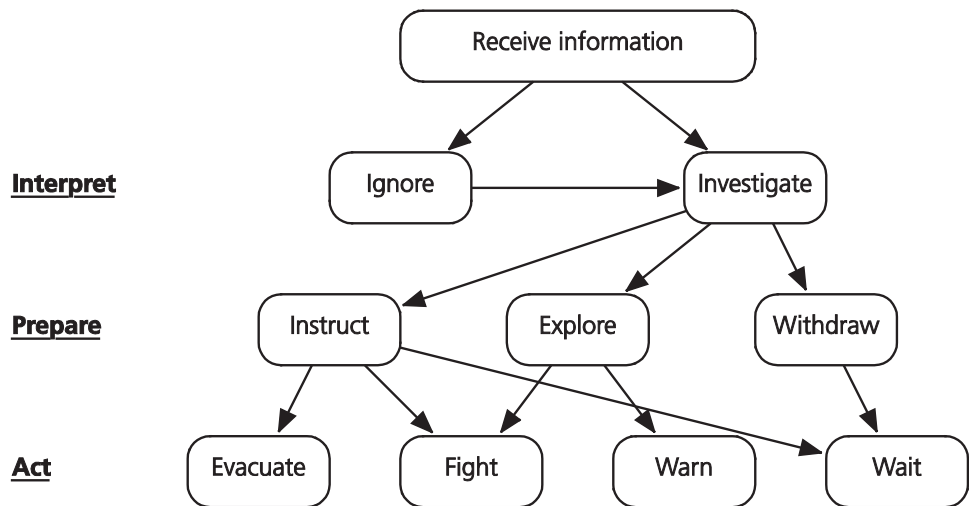 Receive information
Interpret
Ignore
Investigate
Prepare
Instruct
Explore
Withdraw
Act
Evacuate
Fight
Warn
Wait